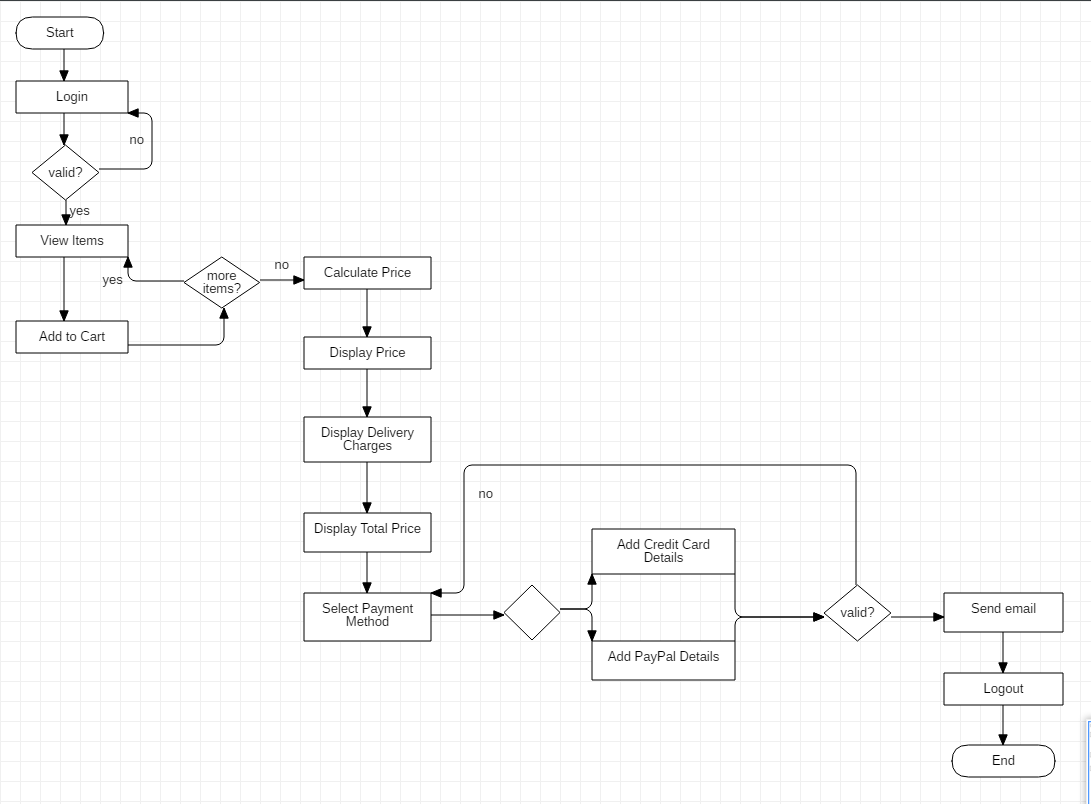 Start
Login
no
valid?
yes
View Items
yes
more
items?
no
Calculate Price
Add to Cart
Display Price
Display Delivery
Charges
no
Display Total Price
Add Credit Card
Details
Select Payment
Method
valid?
Send email
Add PayPal Details
Logout
End